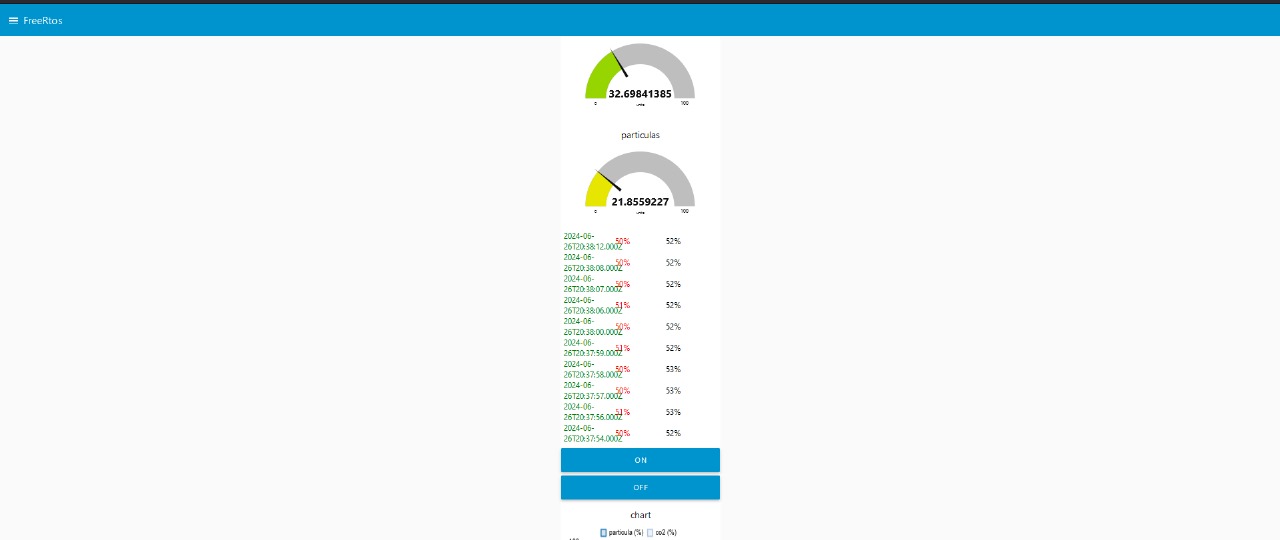 FreeRtos
32.69841385
0 units 100
particulas
21.8559227
0 units 100
2024-06-
26T20:38:12.000Z 50% 52%
2024-06-
26T20:38:08.000Z 50% 52%
2024-06-
26T20:38:07.000Z 50% 52%
2024-06-
26T20:38:06.000Z 51% 52%
2024-06-
26T20:38:00.000Z 50% 52%
2024-06-
26T20:37:59.000Z 51% 52%
2024-06-
26T20:37:58.000Z 50% 53%
2024-06-
26T20:37:57.000Z 50% 53%
2024-06-
26T20:37:56.000Z 51% 53%
2024-06-
26T20:37:54.000Z 50% 52%
ON
OFF
chart
particula (%) co2 (%)